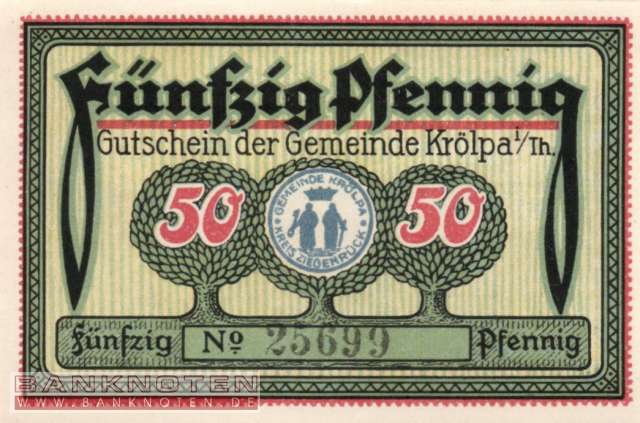 Fünfzig Pfennig
Gutschein der Gemeinde Krölpa i/Th.
50
GEMEINDE KRÖLPA
KREIS ZIEGENRÜCK
50
Fünfzig № 25699 Pfennig
BANKNOTEN
WWW.BANKNOTEN.DE